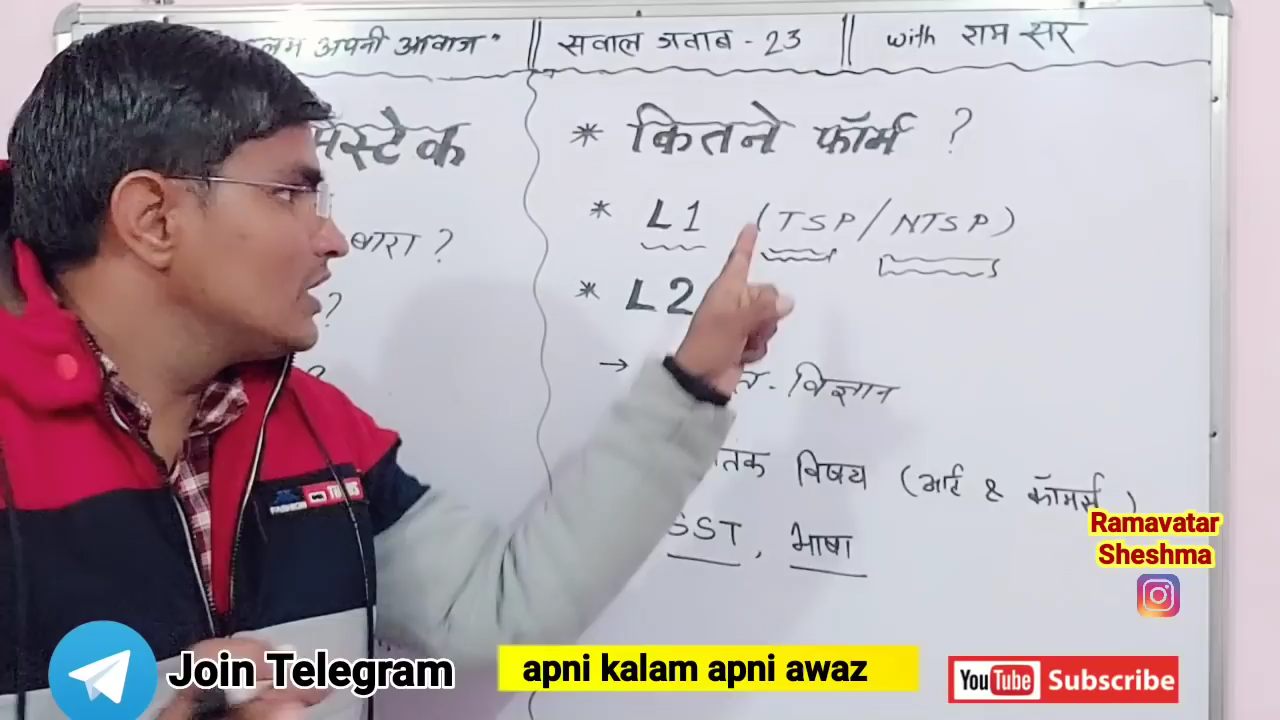 अपनी आवाज" || सवाल जवाब - 23 || with राम सर
* कितने फॉर्म ?
बारा ?
?
* L1 (TSP/NTSP)
* L2
→
- विज्ञान
विषय (आर्ट & कॉमर्स)
SST, भाषा
Ramavatar
Sheshma
FASHION
Join Telegram
apni kalam apni awaz
YouTube Subscribe